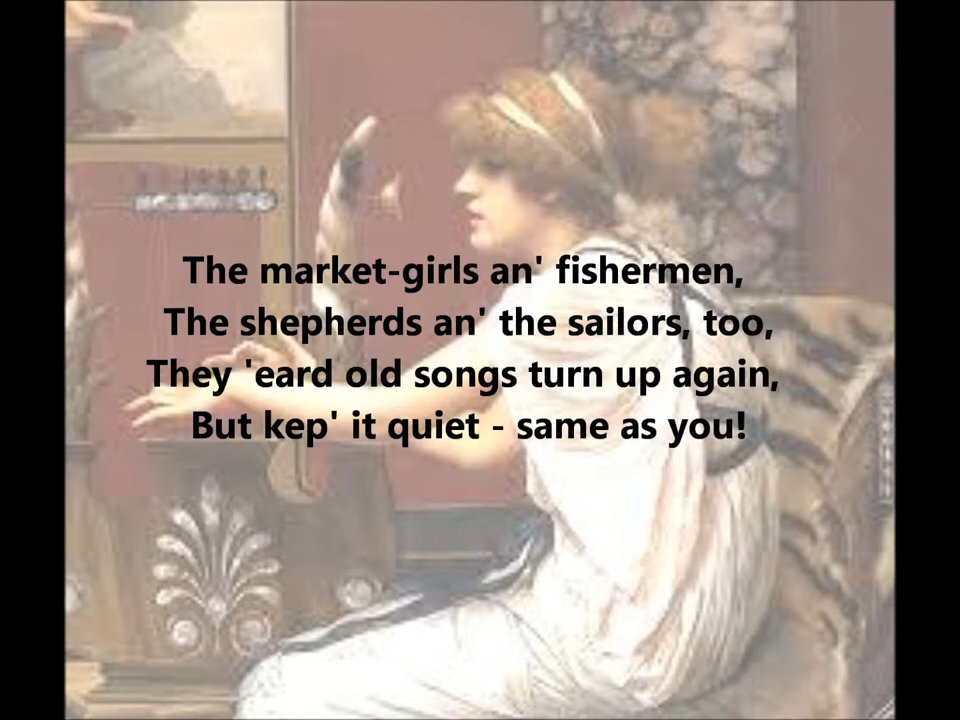 The market-girls an' fishermen,
The shepherds an' the sailors, too,
They 'eard old songs turn up again,
But kep' it quiet - same as you!